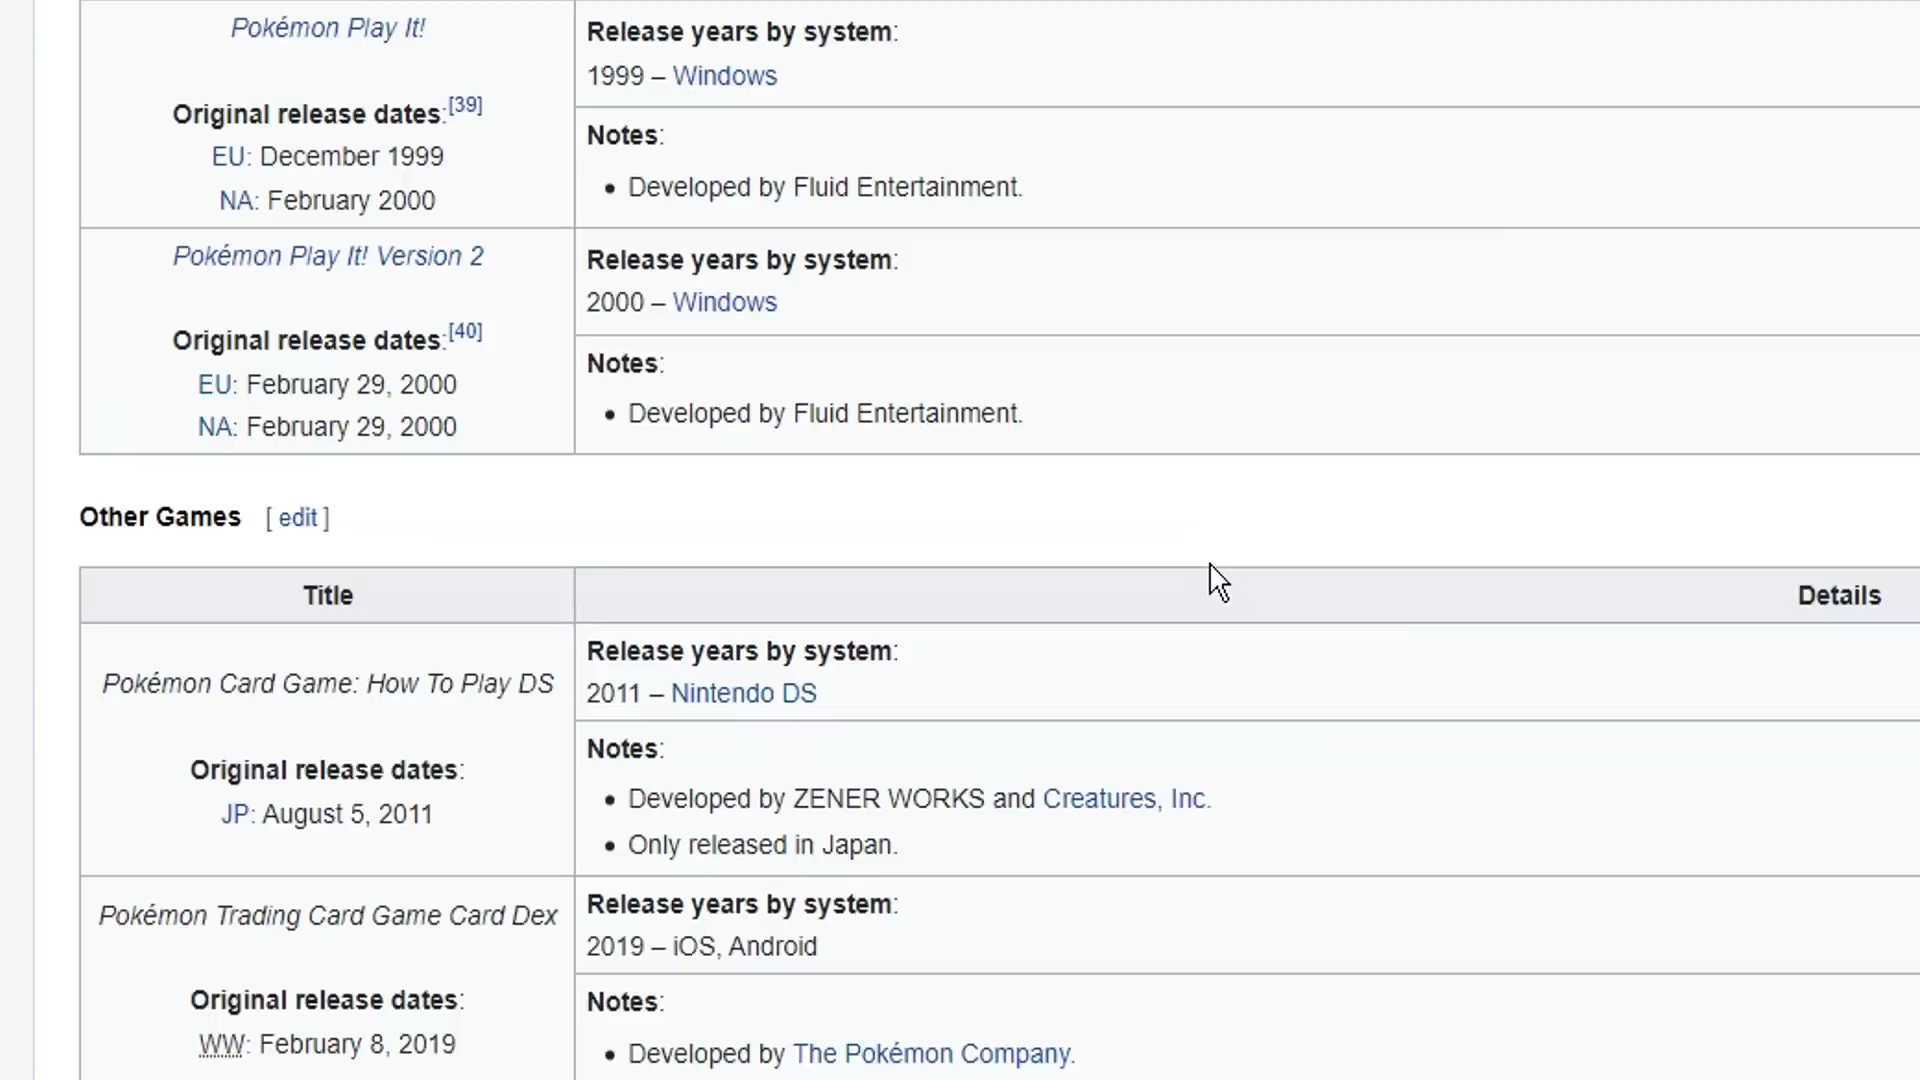 Pokémon Play It!
Original release dates:[39]
EU: December 1999
NA: February 2000
Release years by system:
1999 – Windows
Notes:
• Developed by Fluid Entertainment.
Pokémon Play It! Version 2
Original release dates:[40]
EU: February 29, 2000
NA: February 29, 2000
Release years by system:
2000 – Windows
Notes:
• Developed by Fluid Entertainment.
Other Games [ edit ]
Title Details
Pokémon Card Game: How To Play DS
Original release dates:
JP: August 5, 2011
Release years by system:
2011 – Nintendo DS
Notes:
• Developed by ZENER WORKS and Creatures, Inc.
• Only released in Japan.
Pokémon Trading Card Game Card Dex
Original release dates:
WW: February 8, 2019
Release years by system:
2019 – iOS, Android
Notes:
• Developed by The Pokémon Company.